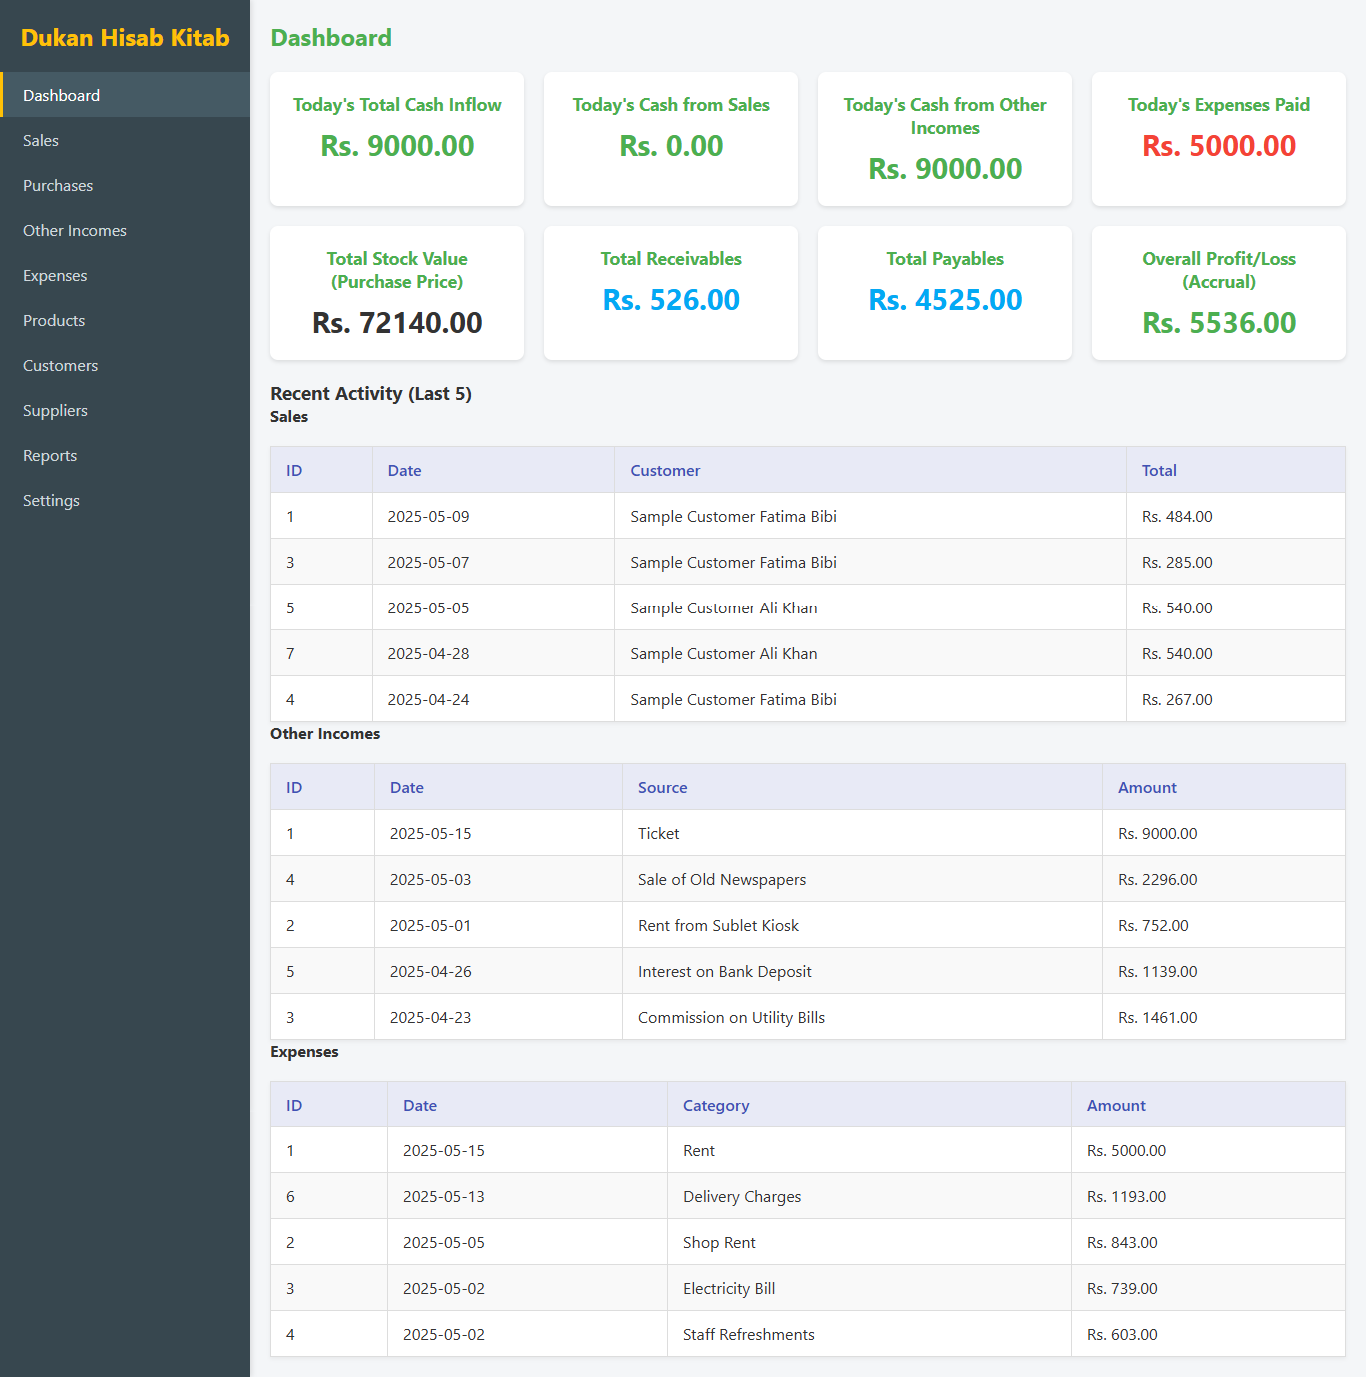 Dukan Hisab Kitab
Dashboard
Sales
Purchases
Other Incomes
Expenses
Products
Customers
Suppliers
Reports
Settings
Dashboard
Today's Total Cash Inflow
Rs. 9000.00
Today's Cash from Sales
Rs. 0.00
Today's Cash from Other
Incomes
Rs. 9000.00
Today's Expenses Paid
Rs. 5000.00
Total Stock Value
(Purchase Price)
Rs. 72140.00
Total Receivables
Rs. 526.00
Total Payables
Rs. 4525.00
Overall Profit/Loss
(Accrual)
Rs. 5536.00
Recent Activity (Last 5)
Sales
ID Date Customer Total
1 2025-05-09 Sample Customer Fatima Bibi Rs. 484.00
3 2025-05-07 Sample Customer Fatima Bibi Rs. 285.00
5 2025-05-05 Sample Customer Ali Khan Rs. 540.00
7 2025-04-28 Sample Customer Ali Khan Rs. 540.00
4 2025-04-24 Sample Customer Fatima Bibi Rs. 267.00
Other Incomes
ID Date Source Amount
1 2025-05-15 Ticket Rs. 9000.00
4 2025-05-03 Sale of Old Newspapers Rs. 2296.00
2 2025-05-01 Rent from Sublet Kiosk Rs. 752.00
5 2025-04-26 Interest on Bank Deposit Rs. 1139.00
3 2025-04-23 Commission on Utility Bills Rs. 1461.00
Expenses
ID Date Category Amount
1 2025-05-15 Rent Rs. 5000.00
6 2025-05-13 Delivery Charges Rs. 1193.00
2 2025-05-05 Shop Rent Rs. 843.00
3 2025-05-02 Electricity Bill Rs. 739.00
4 2025-05-02 Staff Refreshments Rs. 603.00